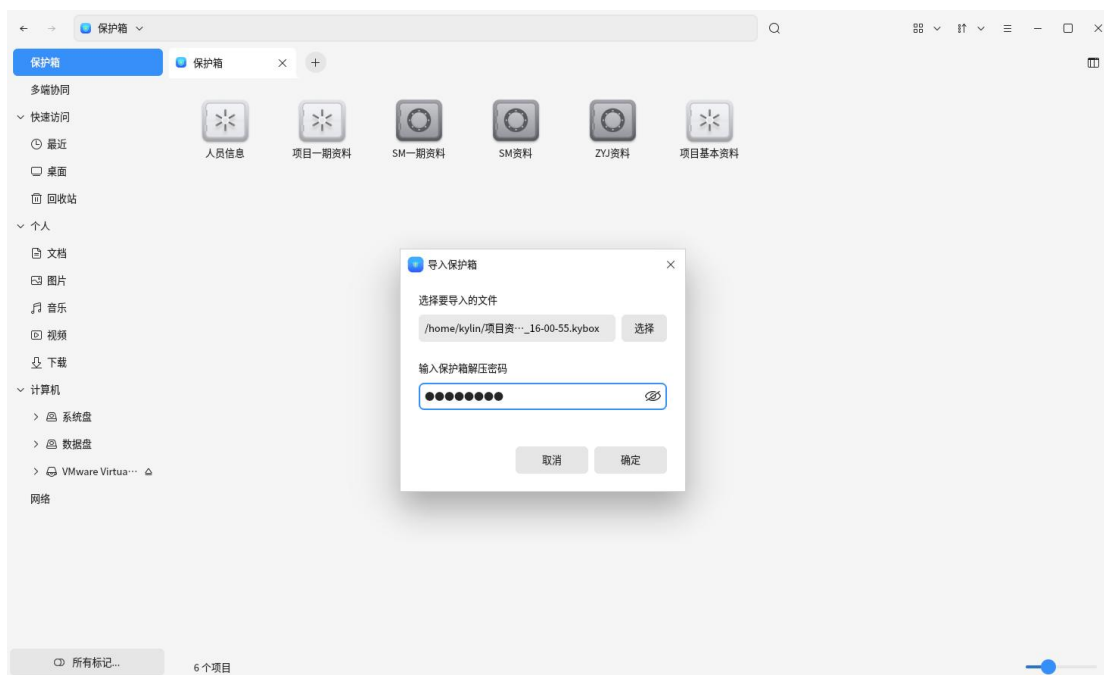 保护箱
保护箱
保护箱
多端协同
快速访问
最近
桌面
回收站
个人
文档
图片
音乐
视频
下载
计算机
系统盘
数据盘
VMware Virtua…
网络
所有标记...
人员信息
项目一期资料
SM一期资料
SM资料
ZYJ资料
项目基本资料
导入保护箱
选择要导入的文件
/home/kylin/项目资…_16-00-55.kybox
选择
输入保护箱解压密码
取消
确定
6个项目